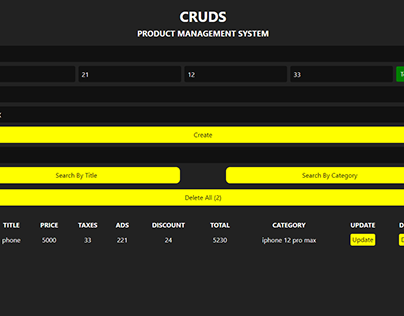 CRUDS
PRODUCT MANAGEMENT SYSTEM
21 12 33
Create
Search By Title Search By Category
Delete All (2)
TITLE PRICE TAXES ADS DISCOUNT TOTAL CATEGORY UPDATE
phone 5000 33 221 24 5230 iphone 12 pro max Update